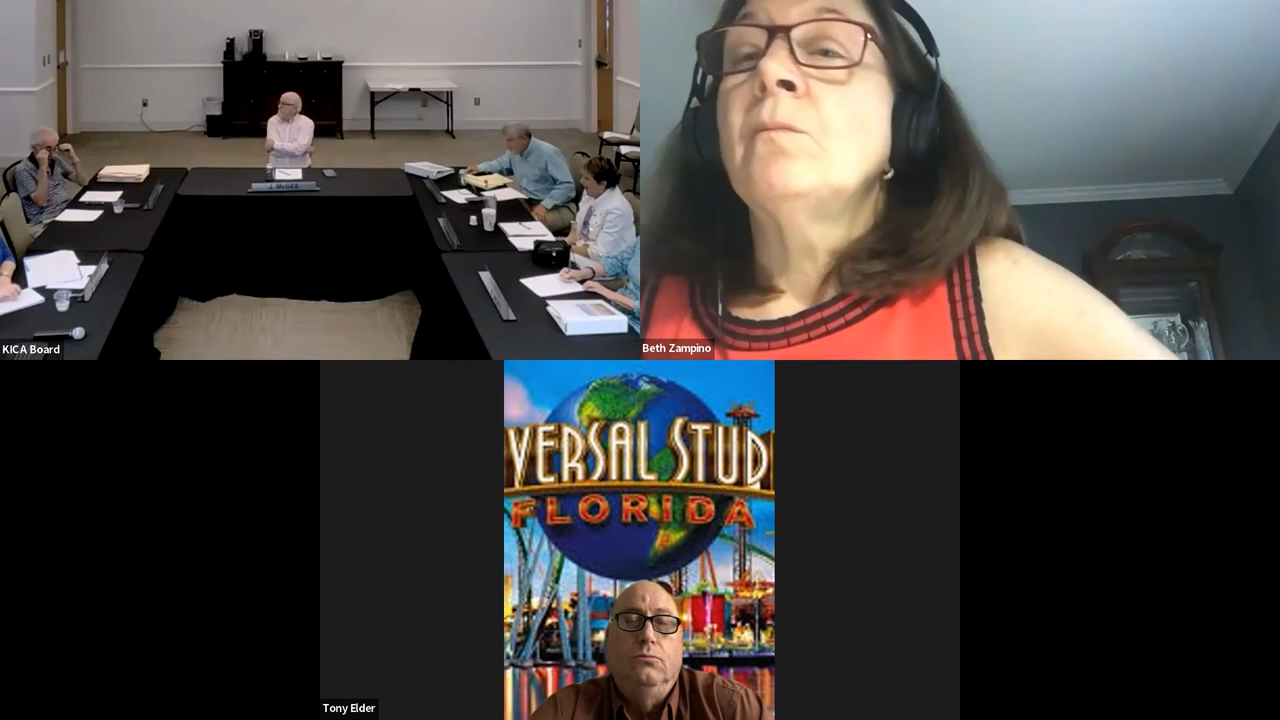 J. McGEE
KICA Board
Beth Zampino
VERSAL STUD
FLORIDA
Tony Elder